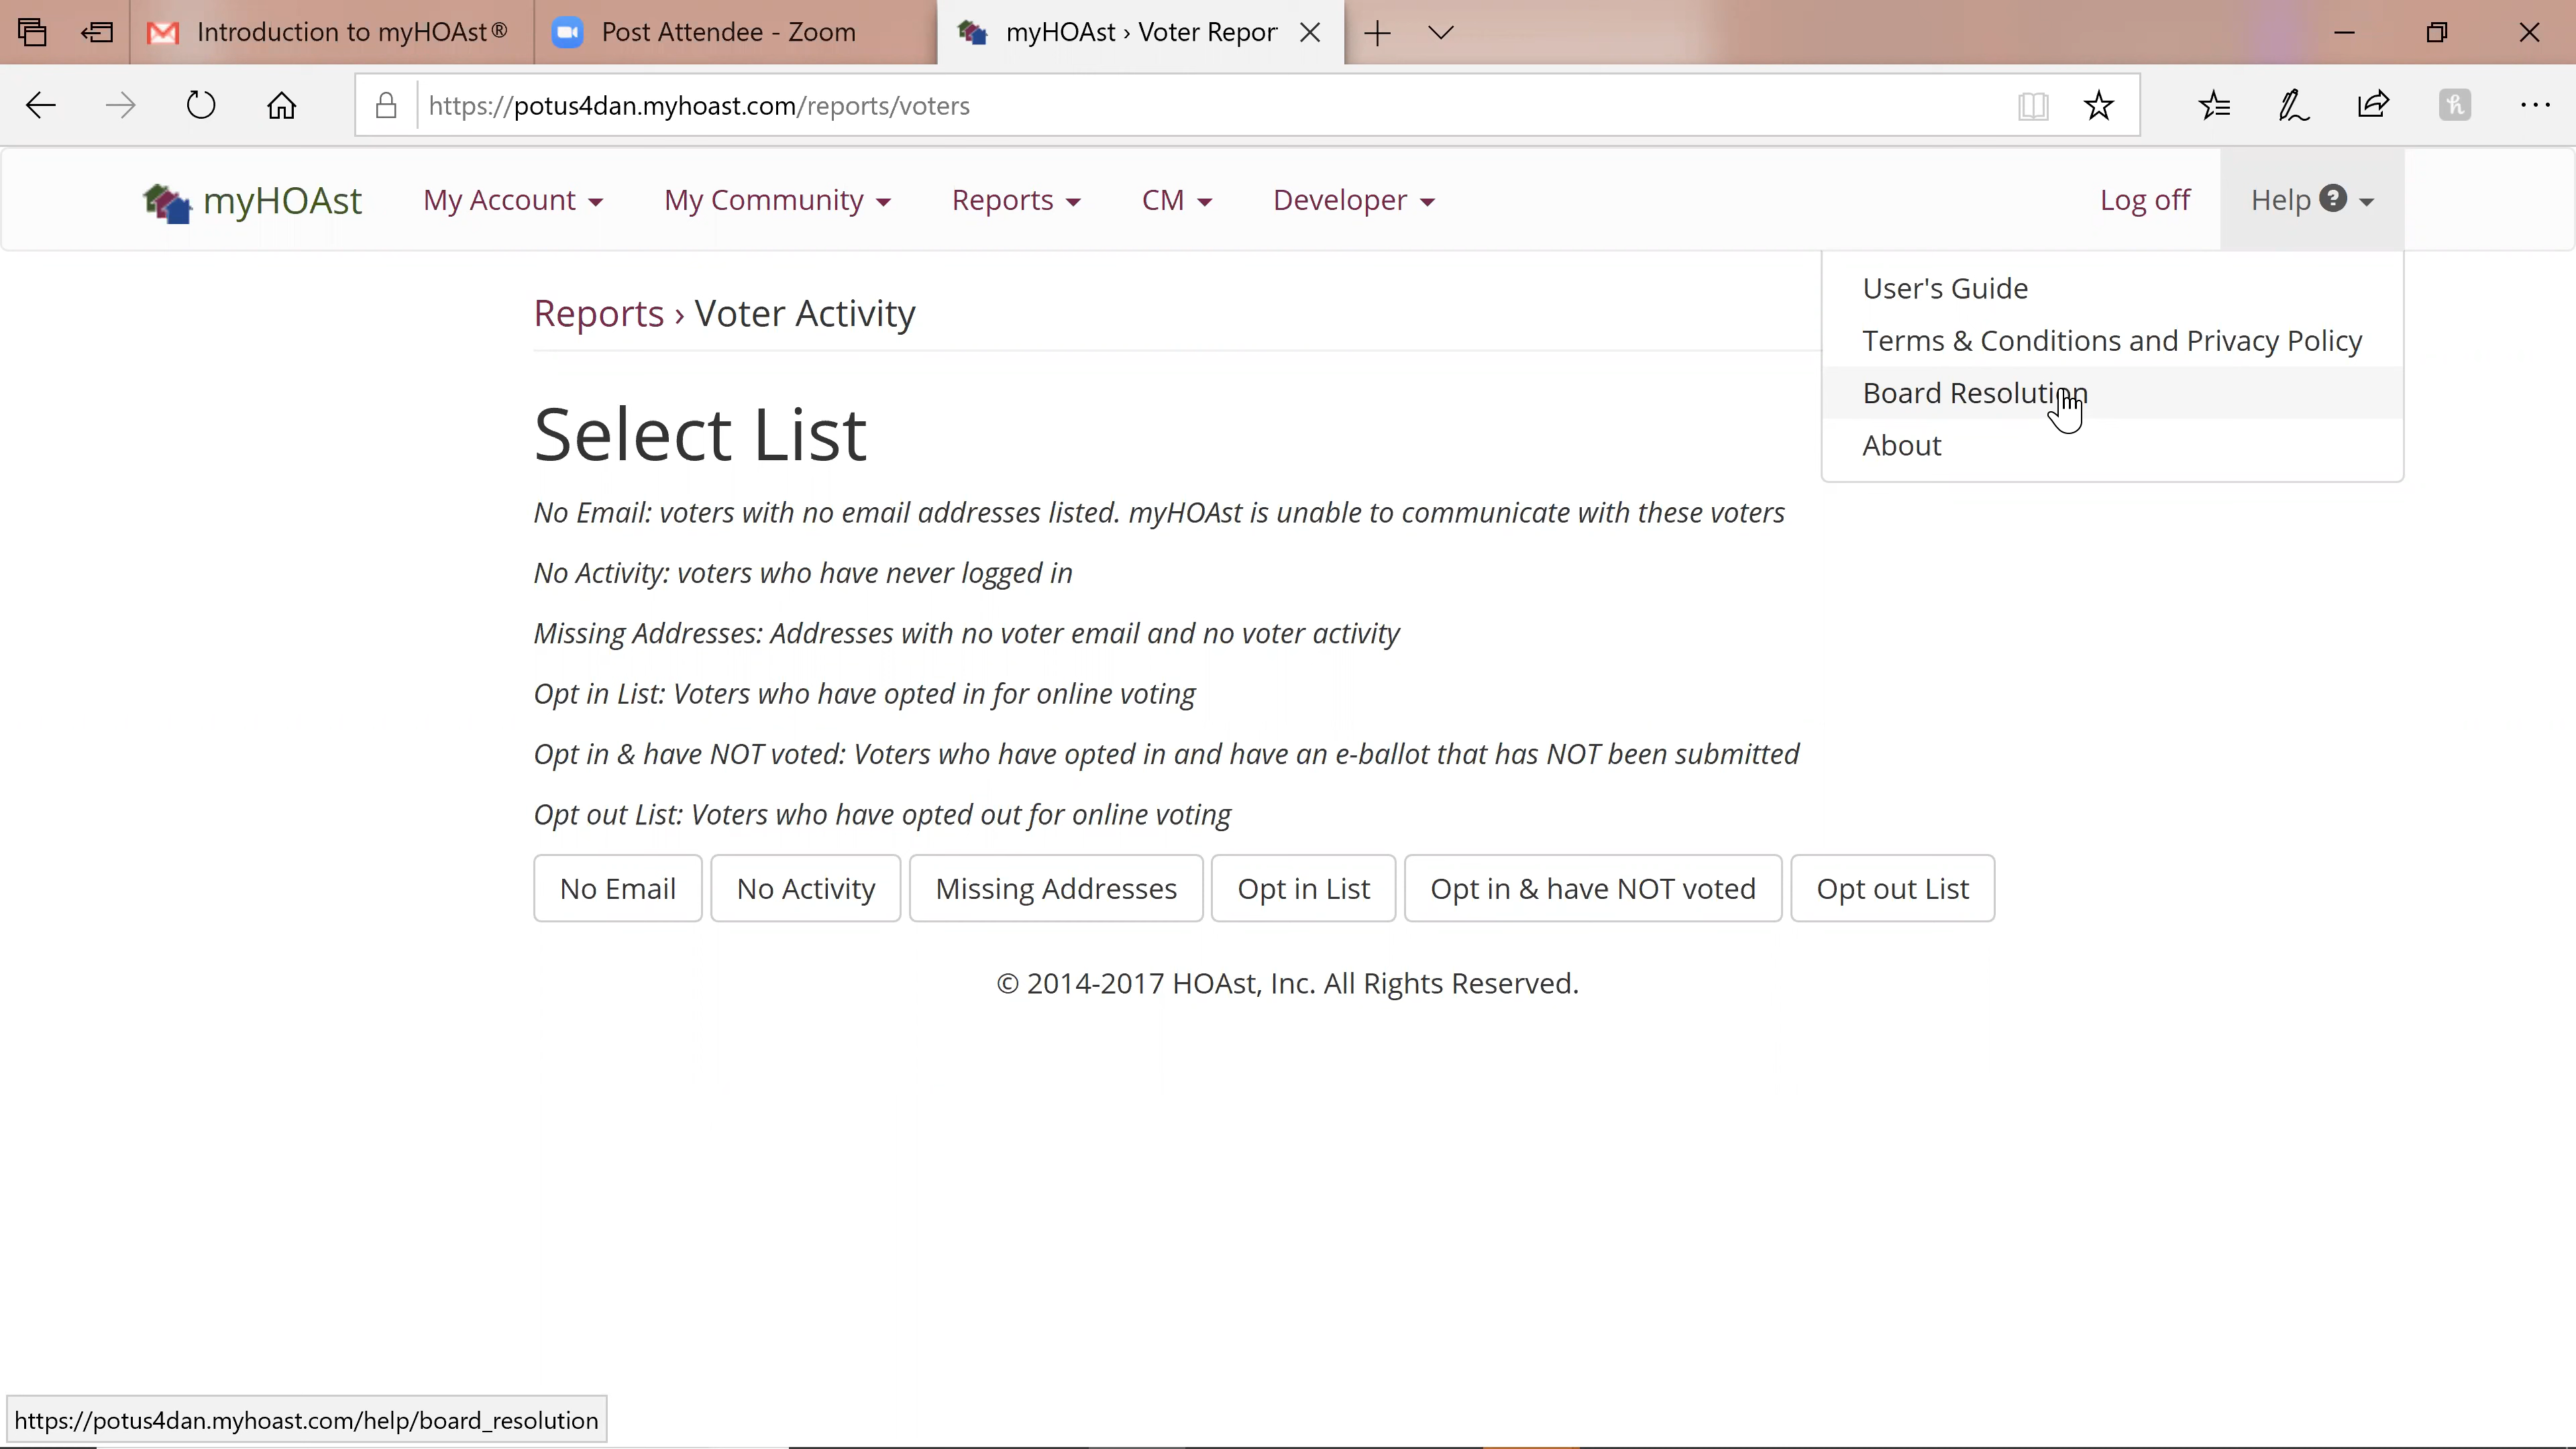 Introduction to myHOAst®
Post Attendee - Zoom
myHOAst › Voter Repor
https://potus4dan.myhoast.com/reports/voters
myHOAst
My Account
My Community
Reports
CM
Developer
Log off
Help ?
User's Guide
Terms & Conditions and Privacy Policy
Board Resolution
About
Reports › Voter Activity
Select List
No Email: voters with no email addresses listed. myHOAst is unable to communicate with these voters
No Activity: voters who have never logged in
Missing Addresses: Addresses with no voter email and no voter activity
Opt in List: Voters who have opted in for online voting
Opt in & have NOT voted: Voters who have opted in and have an e-ballot that has NOT been submitted
Opt out List: Voters who have opted out for online voting
No Email
No Activity
Missing Addresses
Opt in List
Opt in & have NOT voted
Opt out List
© 2014-2017 HOAst, Inc. All Rights Reserved.
https://potus4dan.myhoast.com/help/board_resolution